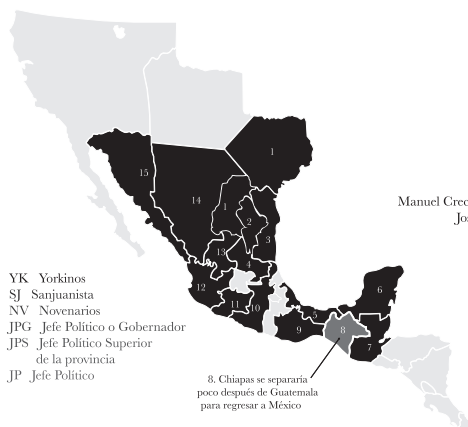 1
15
14
1
2
3
13
4
12
11
10
6
5
9
8
7
Manuel Crec
Jos
YK Yorkinos
SJ Sanjuanista
NV Novenarios
JPG Jefe Político o Gobernador
JPS Jefe Político Superior
de la provincia
JP Jefe Político
8. Chiapas se separaría
poco después de Guatemala
para regresar a México